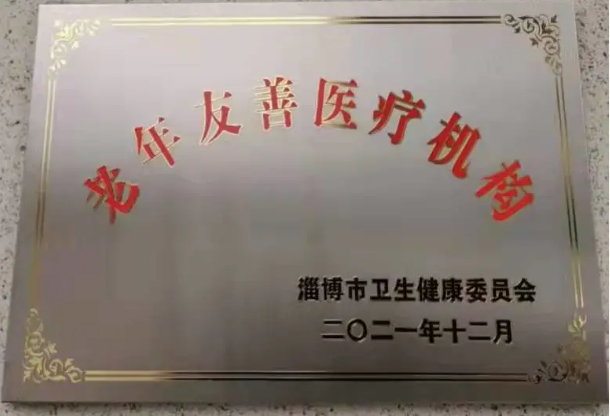 老年友善医疗机构
淄博市卫生健康委员会
二〇二一年十二月